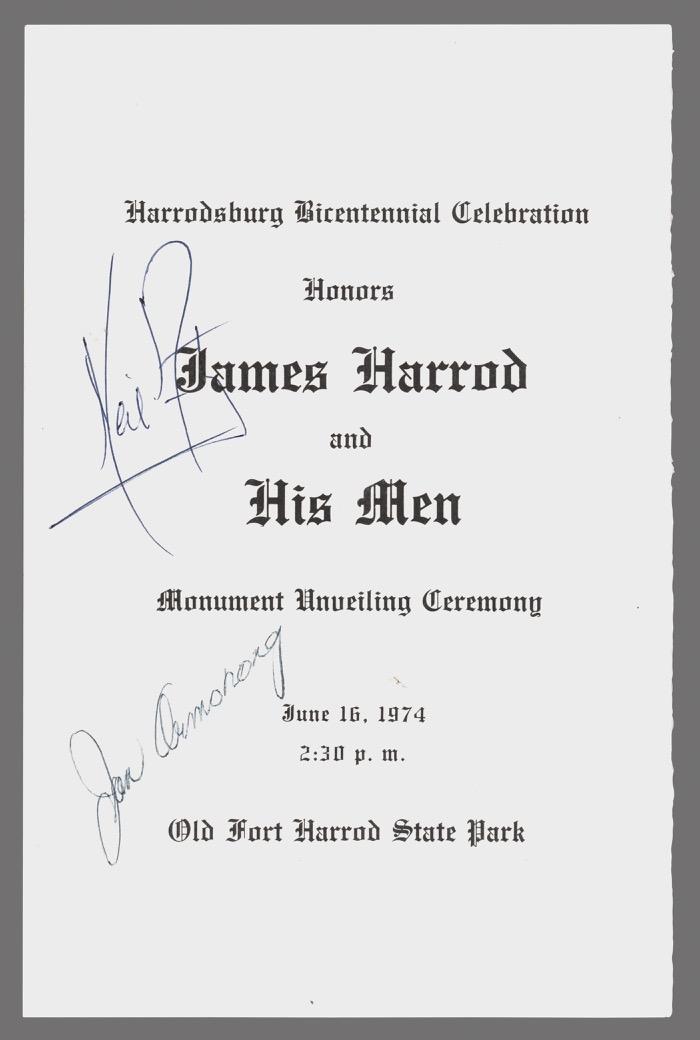 Harrodsburg Bicentennial Celebration
Honors
James Harrod
and
His Men
Neil
Monument Unveiling Ceremony
Jan Armstrong
June 16, 1974
2:30 p. m.
Old Fort Harrod State Park